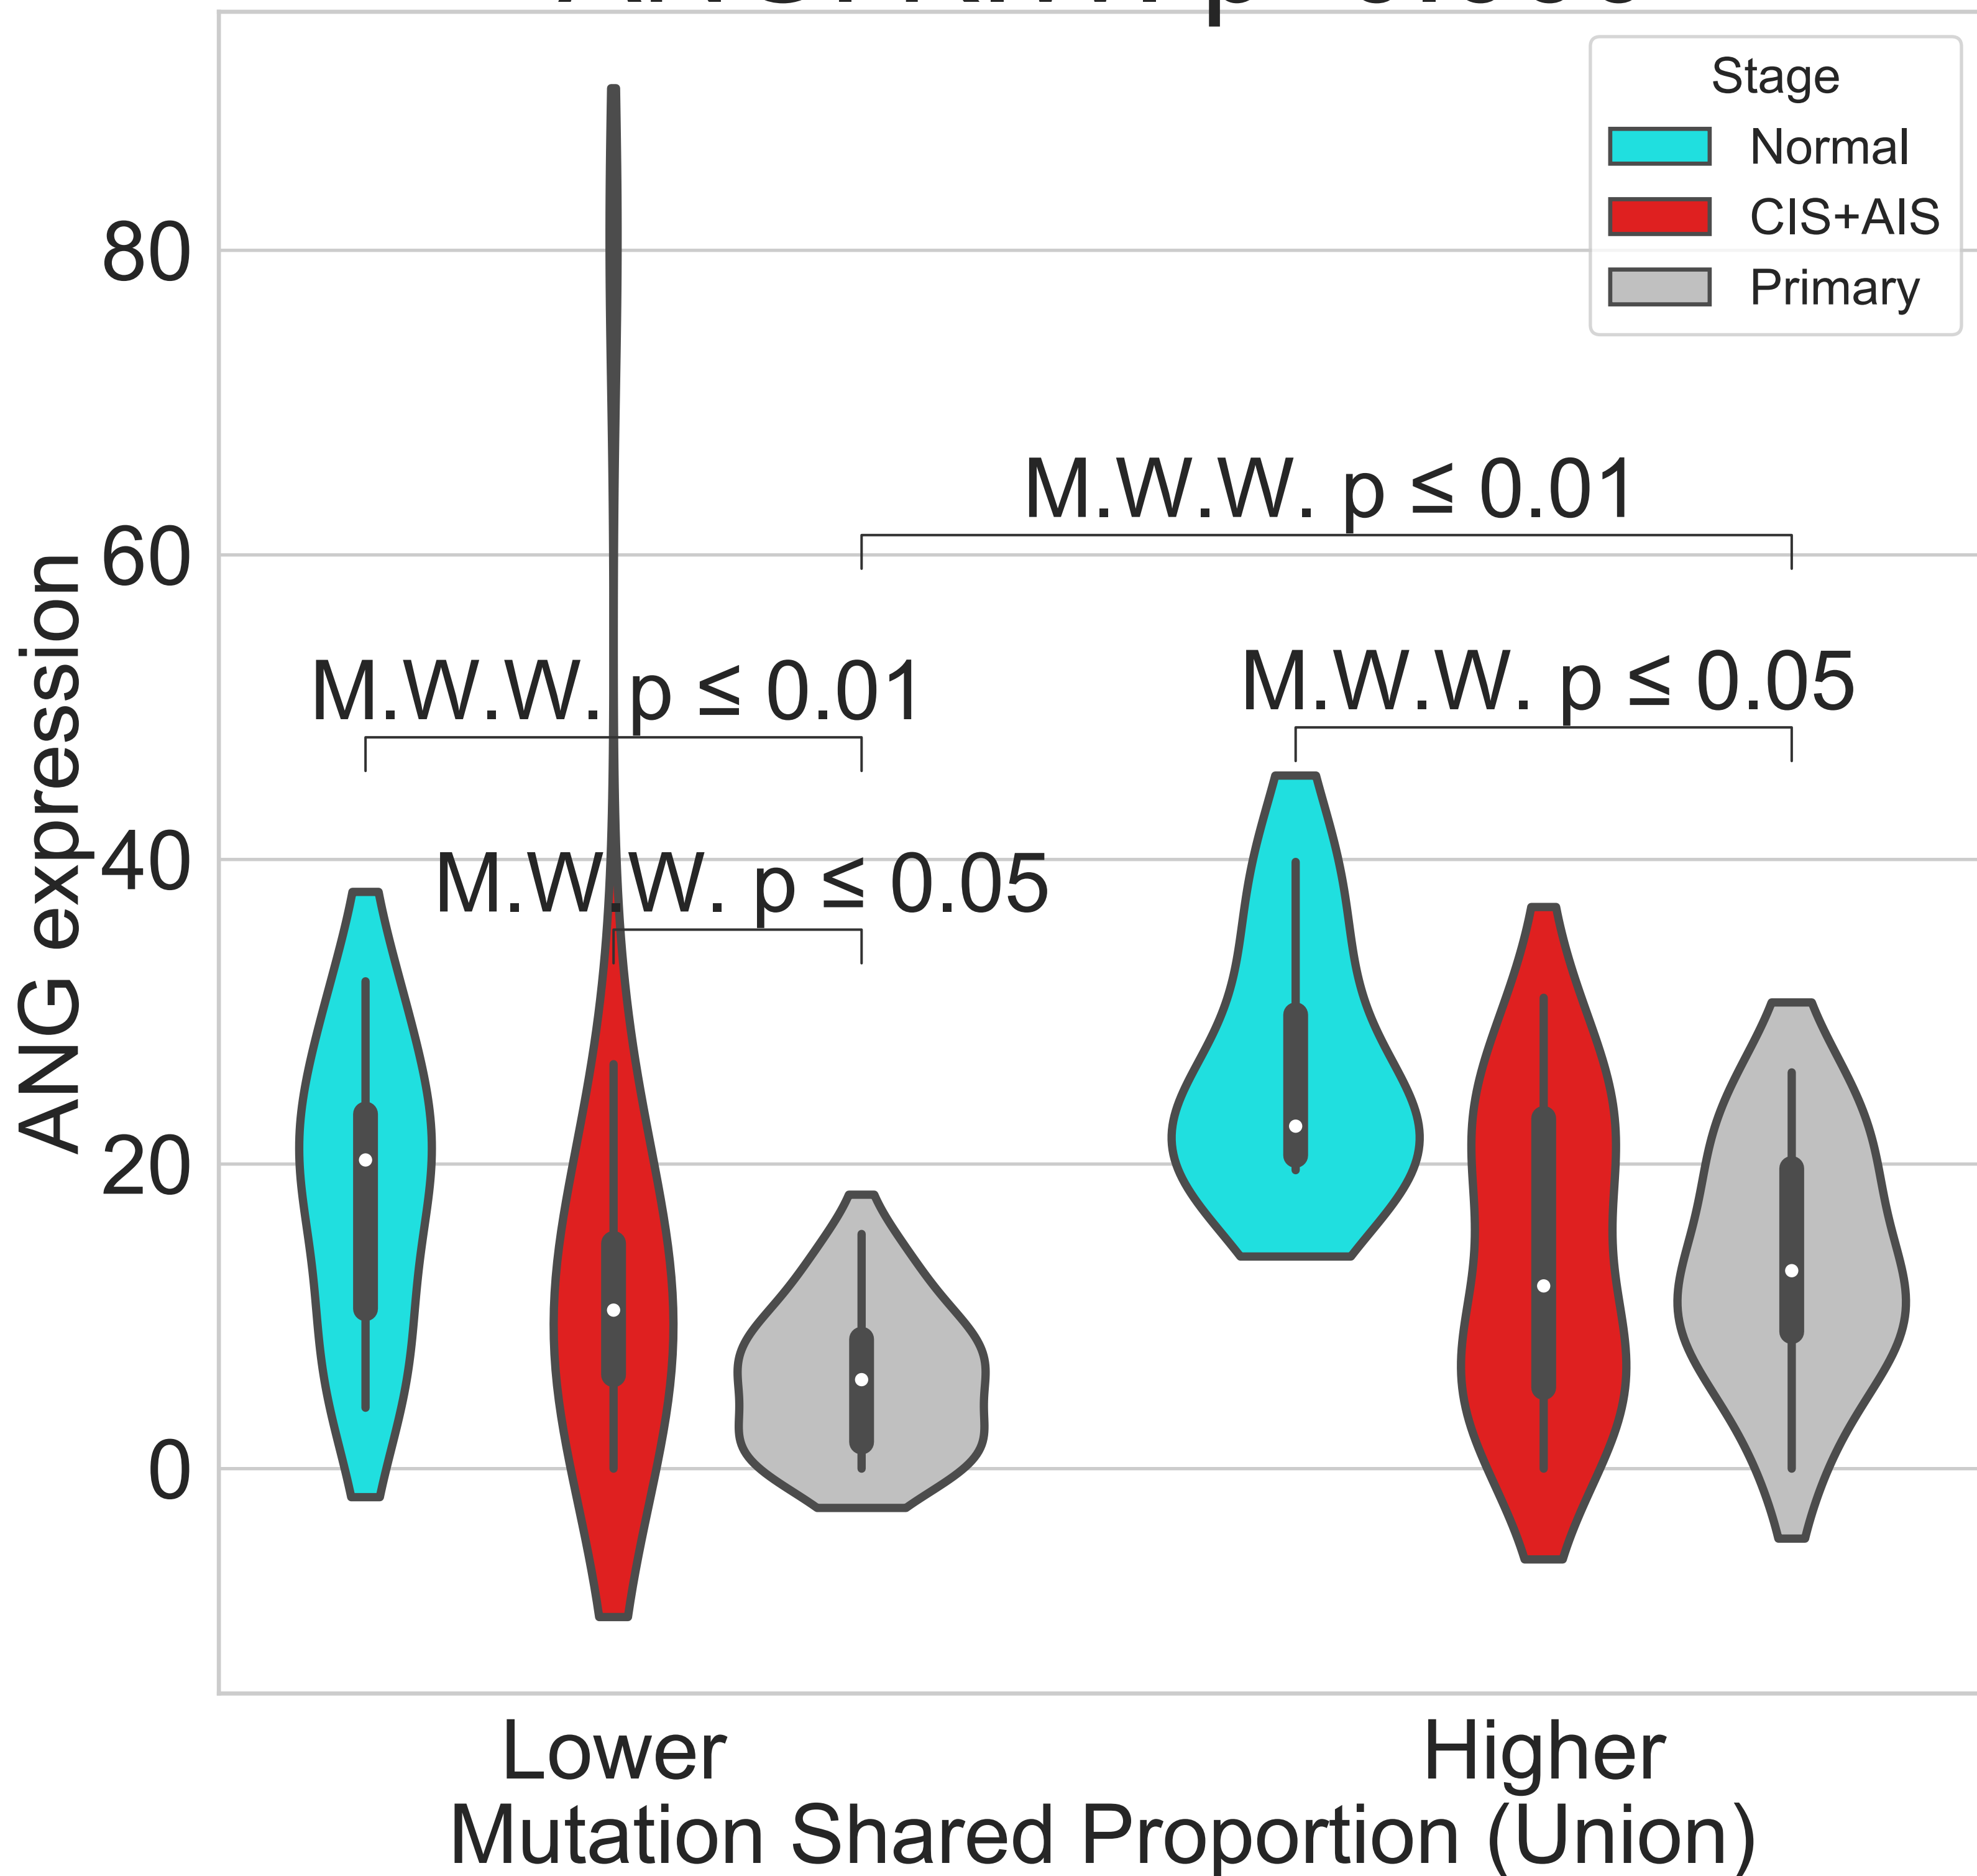 Stage
Normal
CIS+AIS
Primary
80
60
40
20
0
ANG expression
M.W.W. p ≤ 0.01
M.W.W. p ≤ 0.01
M.W.W. p ≤ 0.05
M.W.W. p ≤ 0.05
Lower
Higher
Mutation Shared Proportion (Union)